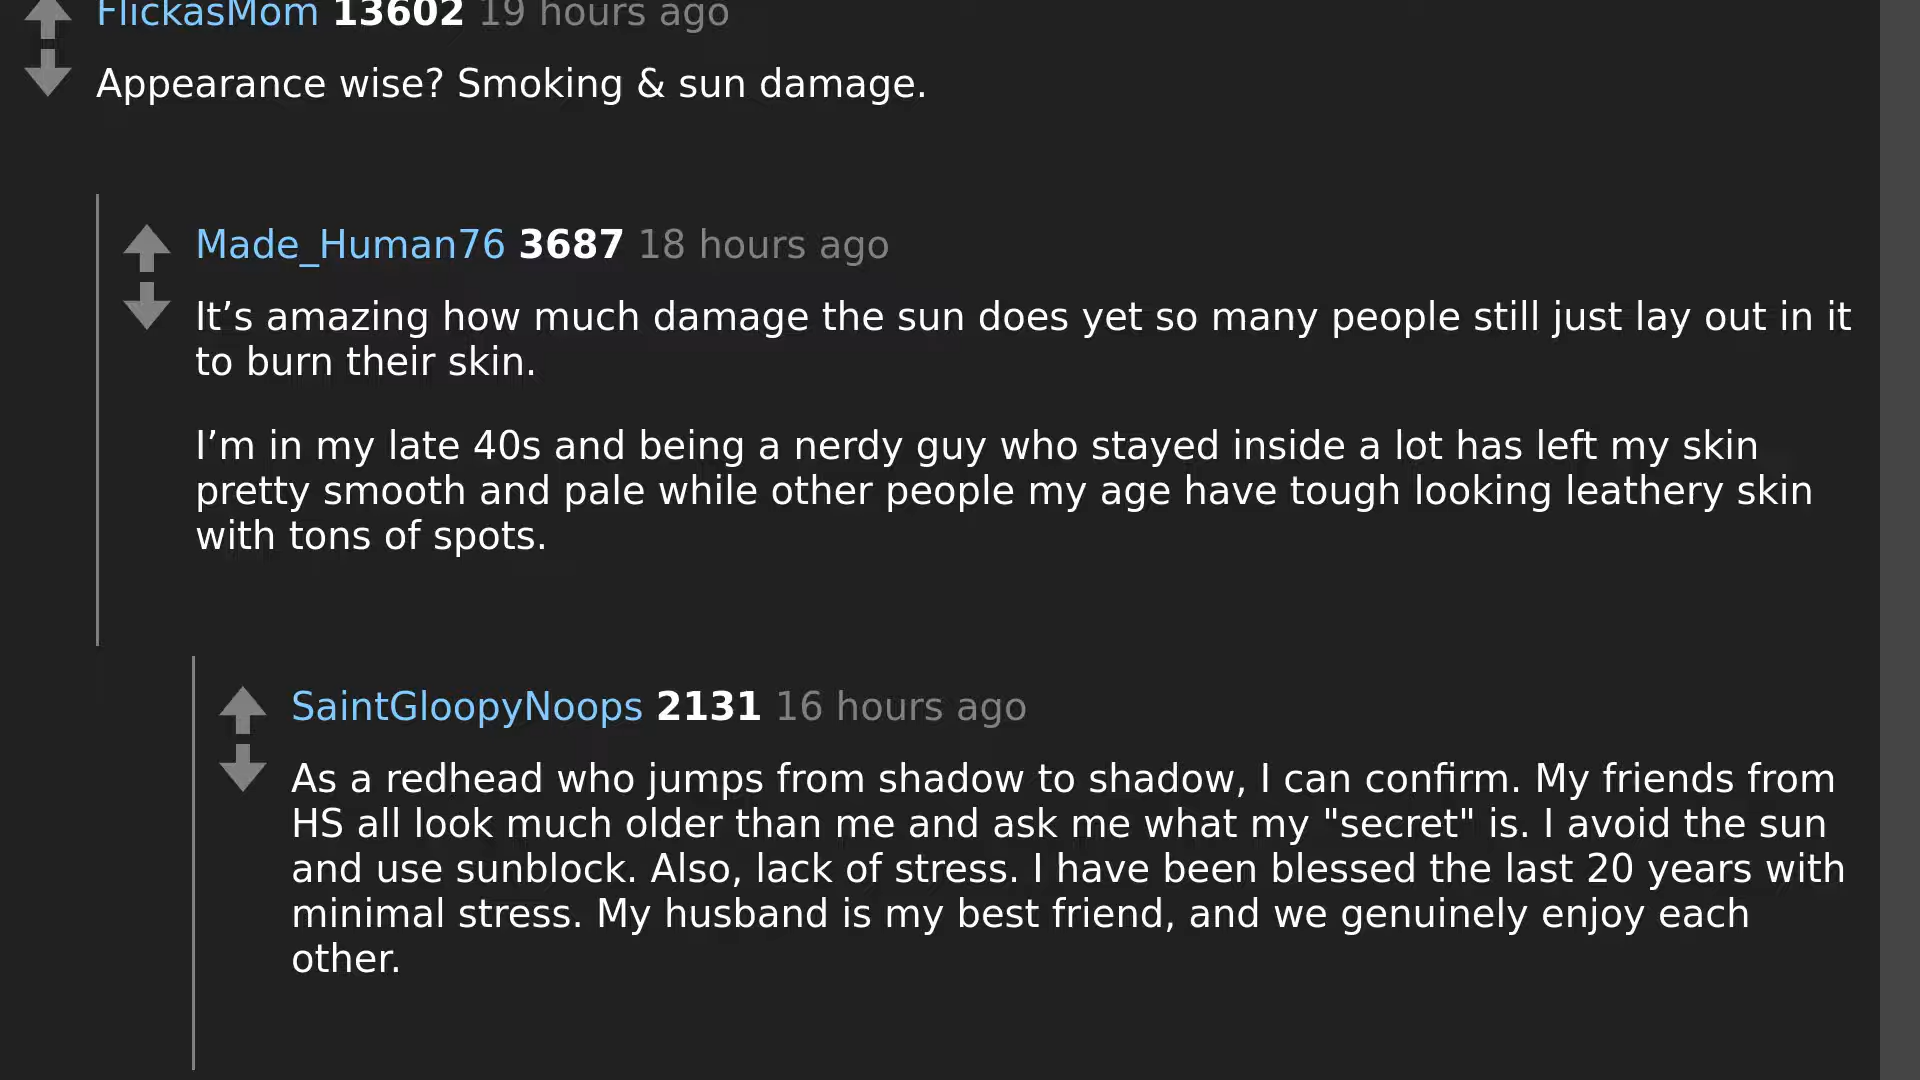 FlickasMom 13602 19 hours ago
Appearance wise? Smoking & sun damage.
Made_Human76 3687 18 hours ago
It’s amazing how much damage the sun does yet so many people still just lay out in it
to burn their skin.
I’m in my late 40s and being a nerdy guy who stayed inside a lot has left my skin
pretty smooth and pale while other people my age have tough looking leathery skin
with tons of spots.
SaintGloopyNoops 2131 16 hours ago
As a redhead who jumps from shadow to shadow, I can confirm. My friends from
HS all look much older than me and ask me what my "secret" is. I avoid the sun
and use sunblock. Also, lack of stress. I have been blessed the last 20 years with
minimal stress. My husband is my best friend, and we genuinely enjoy each
other.